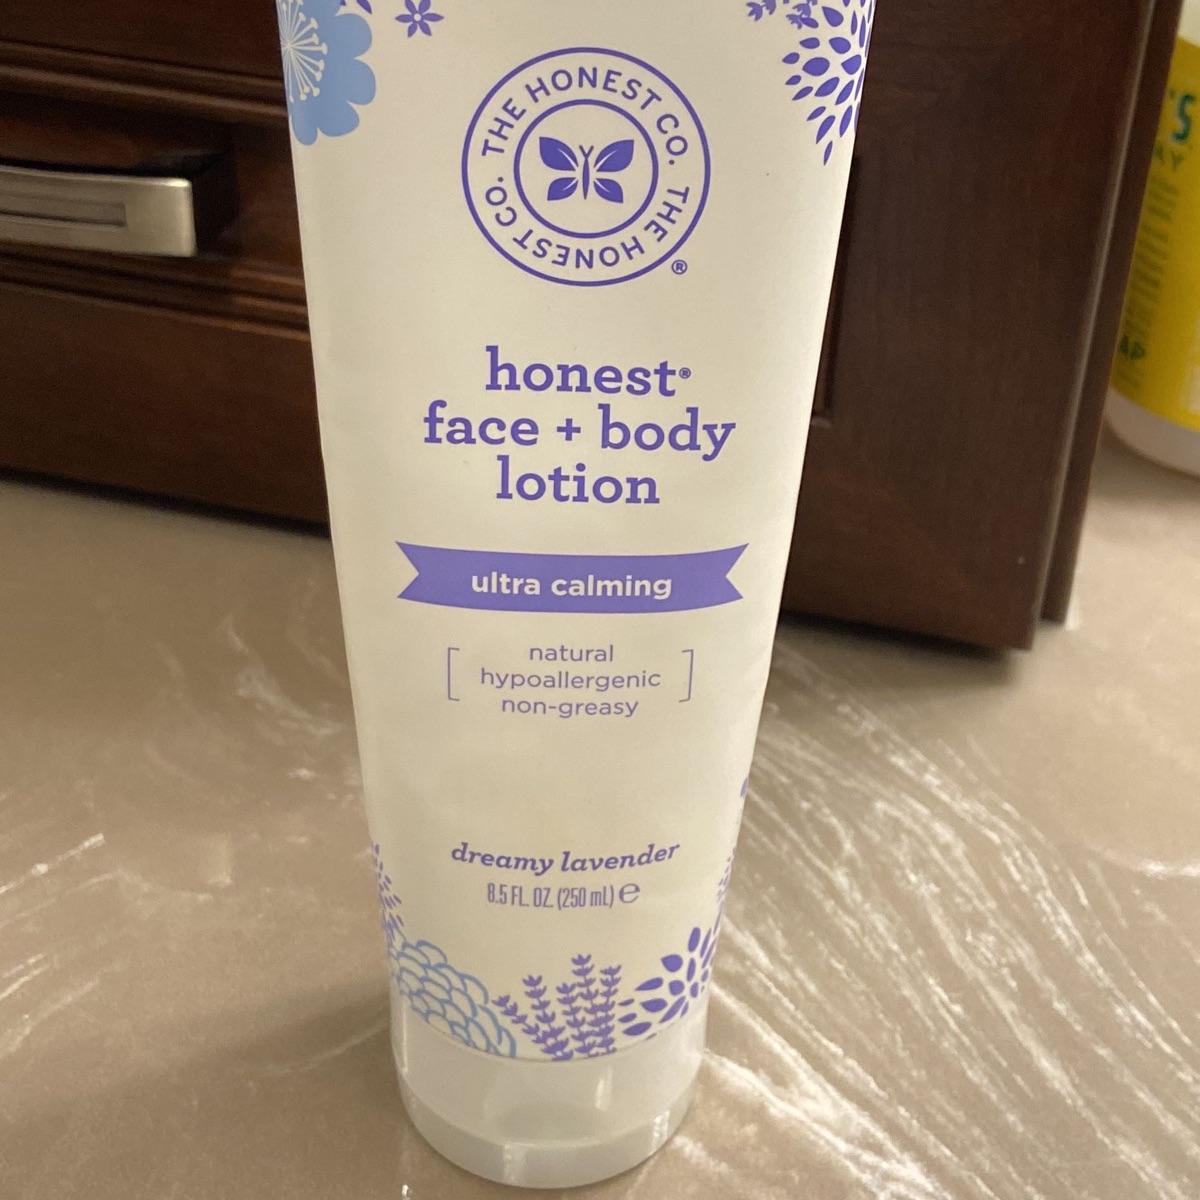 THE HONEST CO. THE HONEST CO.
®
honest®
face + body
lotion
ultra calming
natural
hypoallergenic
non-greasy
dreamy lavender
8.5 FL. OZ. (250 mL) e